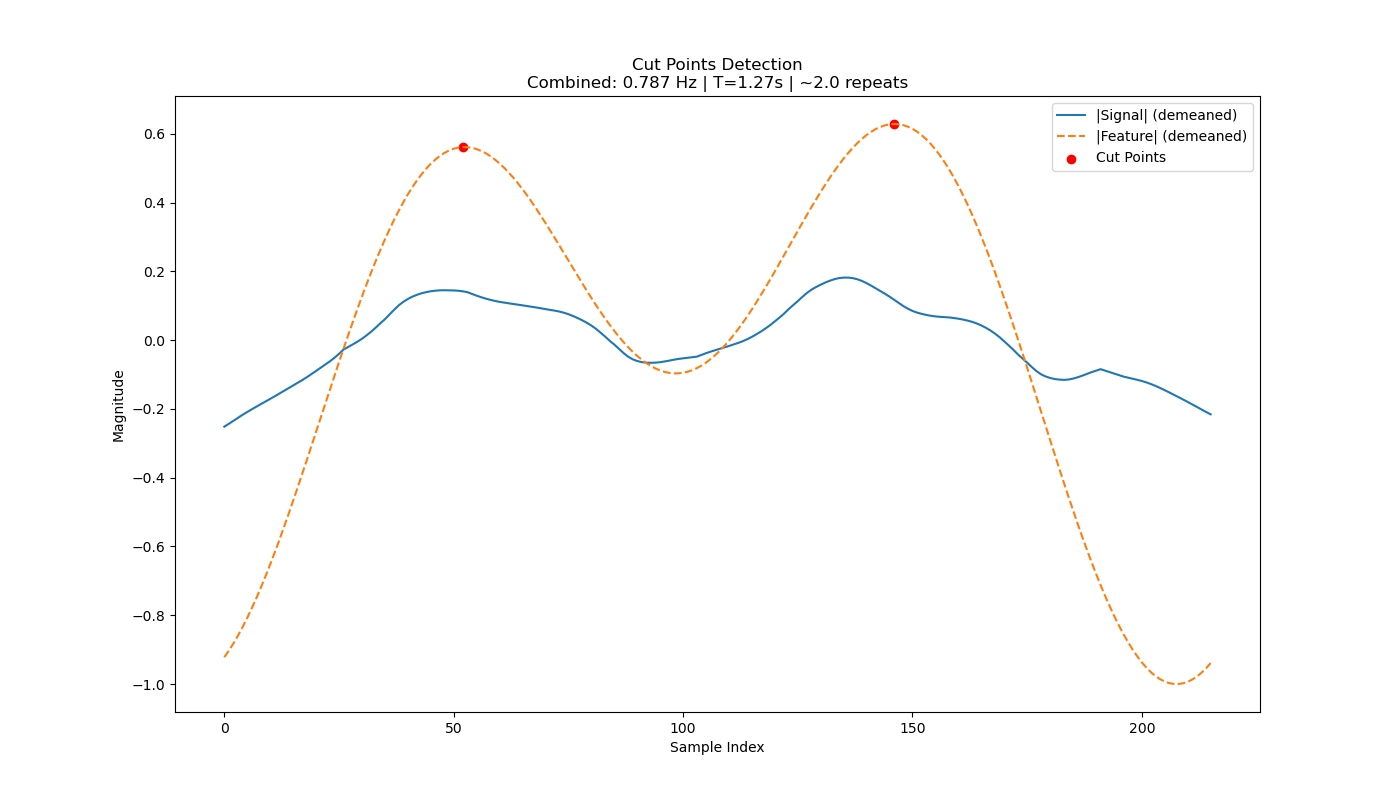 Cut Points Detection
Combined: 0.787 Hz | T=1.27s | ~2.0 repeats
|Signal| (demeaned)
|Feature| (demeaned)
Cut Points
0.6
0.4
0.2
0.0
−0.2
−0.4
−0.6
−0.8
−1.0
Magnitude
0 50 100 150 200
Sample Index